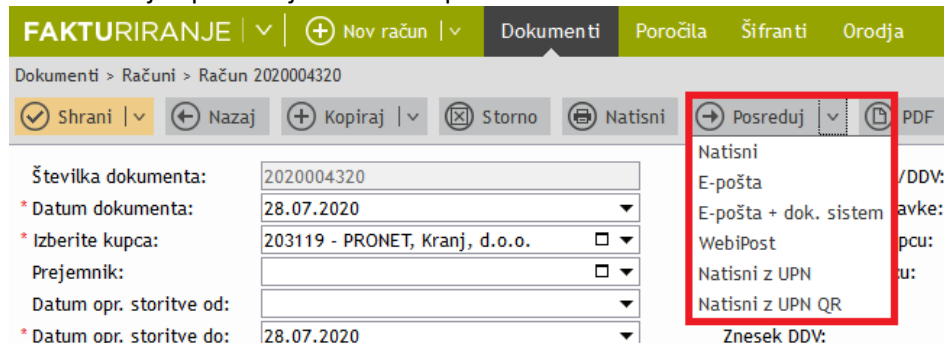 FAKTURIRANJE Nov račun Dokumenti Poročila Šifranti Orodja
Dokumenti > Računi > Račun 2020004320
Shrani Nazaj Kopiraj Storno Natisni Posreduj PDF
Natisni
Številka dokumenta: 2020004320 E-pošta /DDV:
* Datum dokumenta: 28.07.2020 E-pošta + dok. sistem avke:
* Izberite kupca: 203119 - PRONET, Kranj, d.o.o. WebiPost pcu:
Prejemnik: Natisni z UPN u:
Datum opr. storitve od: Natisni z UPN QR
* Datum opr. storitve do: 28.07.2020 Znesek DDV: